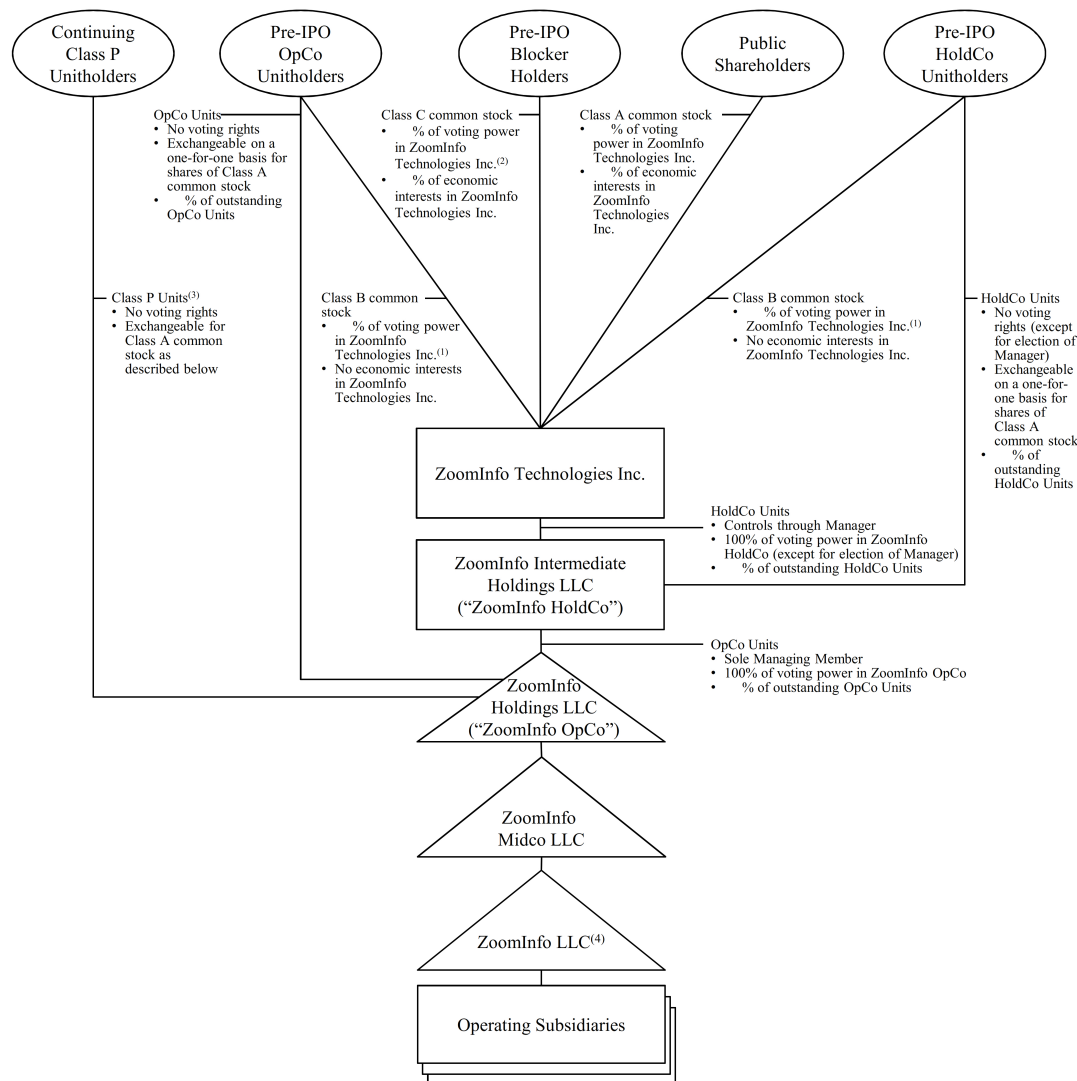 Continuing
Class P
Unitholders
Pre-IPO
OpCo
Unitholders
Pre-IPO
Blocker
Holders
Public
Shareholders
Pre-IPO
HoldCo
Unitholders
OpCo Units
• No voting rights
• Exchangeable on a
one-for-one basis for
shares of Class A
common stock
• % of outstanding
OpCo Units
Class C common stock
• % of voting power
in ZoomInfo
Technologies Inc.(2)
• % of economic
interests in ZoomInfo
Technologies Inc.
Class A common stock
• % of voting
power in ZoomInfo
Technologies Inc.
• % of economic
interests in
ZoomInfo
Technologies
Inc.
Class P Units(3)
• No voting rights
• Exchangeable for
Class A common
stock as
described below
Class B common
stock
• % of voting power
in ZoomInfo
Technologies Inc.(1)
• No economic interests
in ZoomInfo
Technologies Inc.
Class B common stock
• % of voting power in
ZoomInfo Technologies Inc.(1)
• No economic interests in
ZoomInfo Technologies Inc.
HoldCo Units
• No voting
rights (except
for election of
Manager)
• Exchangeable
on a one-for-
one basis for
shares of
Class A
common stock
• % of
outstanding
HoldCo Units
ZoomInfo Technologies Inc.
HoldCo Units
• Controls through Manager
• 100% of voting power in ZoomInfo
HoldCo (except for election of Manager)
• % of outstanding HoldCo Units
ZoomInfo Intermediate
Holdings LLC
(“ZoomInfo HoldCo”)
OpCo Units
• Sole Managing Member
• 100% of voting power in ZoomInfo OpCo
• % of outstanding OpCo Units
ZoomInfo
Holdings LLC
(“ZoomInfo OpCo”)
ZoomInfo
Midco LLC
ZoomInfo LLC(4)
Operating Subsidiaries